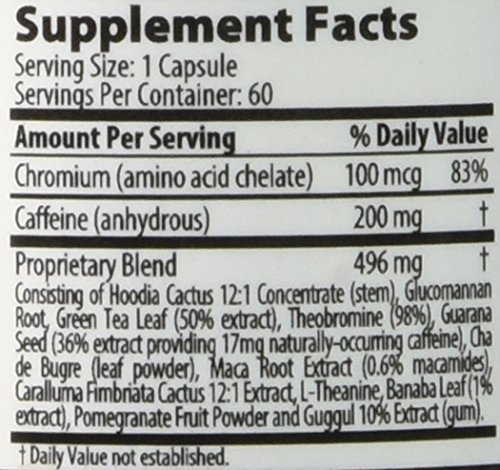 Supplement Facts
Serving Size: 1 Capsule
Servings Per Container: 60
Amount Per Serving % Daily Value
Chromium (amino acid chelate) 100 mcg 83%
Caffeine (anhydrous) 200 mg †
Proprietary Blend 496 mg †
Consisting of Hoodia Cactus 12:1 Concentrate (stem), Glucomannan
Root, Green Tea Leaf (50% extract), Theobromine (98%), Guarana
Seed (36% extract providing 17mg naturally-occurring caffeine), Cha
de Bugre (leaf powder), Maca Root Extract (0.6% macamides),
Caralluma Fimbriata Cactus 12:1 Extract, L-Theanine, Banaba Leaf (1%
extract), Pomegranate Fruit Powder and Guggul 10% Extract (gum).
† Daily Value not established.